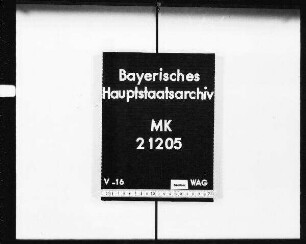 Bayerisches
Hauptstaatsarchiv
MK
21205
V-16 WAG